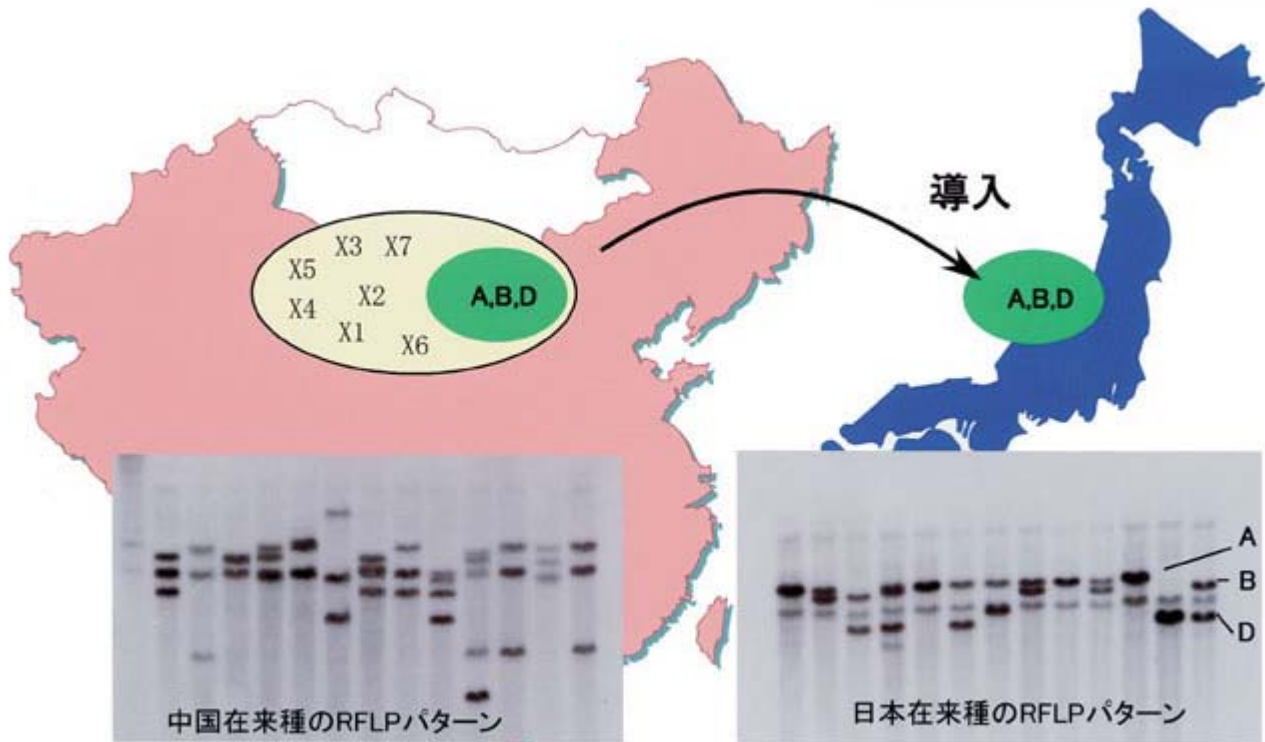 導入
X3 X7
X5
X2
X4
X1
X6
A,B,D
A,B,D
A
B
D
中国在来種のRFLPパターン
日本在来種のRFLPパターン